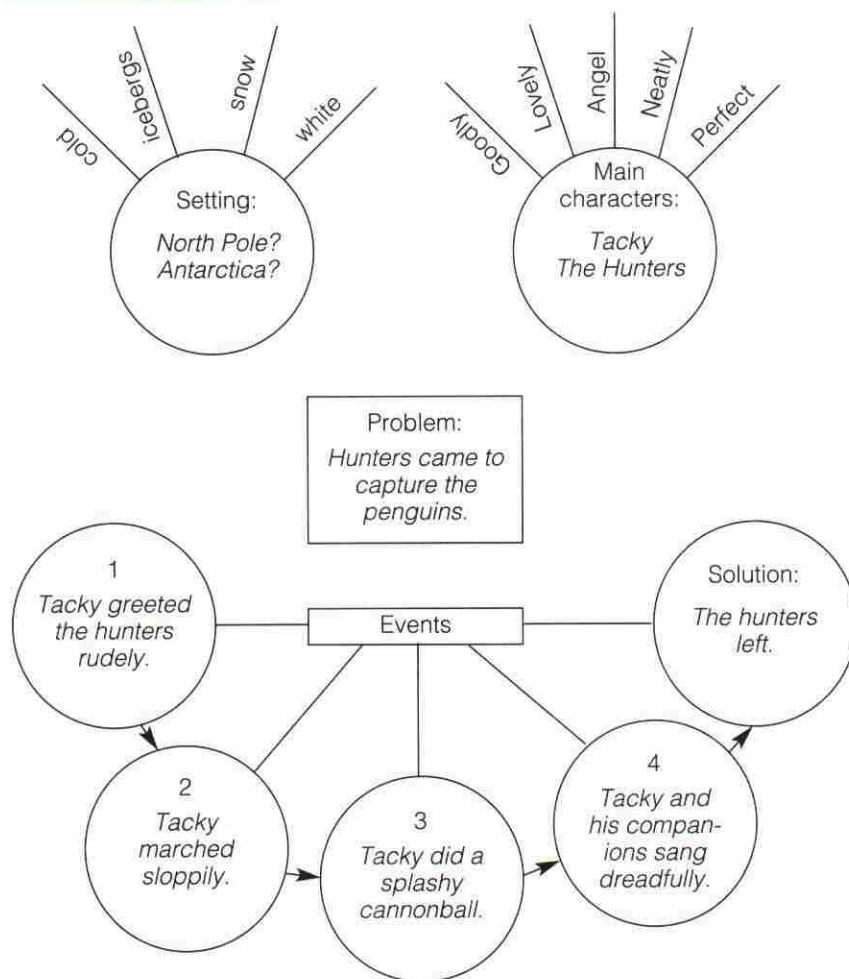 cold
icebergs
snow
white
Setting:
North Pole?
Antarctica?
Goodly
Lovely
Angel
Neatly
Perfect
Main
characters:
Tacky
The Hunters
Problem:
Hunters came to
capture the
penguins.
Events
1
Tacky greeted
the hunters
rudely.
2
Tacky
marched
sloppily.
3
Tacky did a
splashy
cannonball.
4
Tacky and
his compan-
ions sang
dreadfully.
Solution:
The hunters
left.